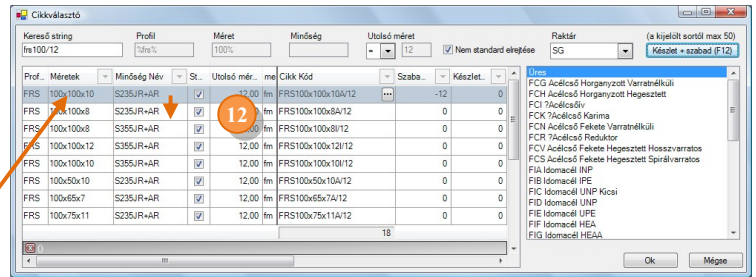 Cikkválasztó
Kereső string Profil Méret Minőség Utolsó méret Raktár (a kijelölt sortól max 50)
frs100/12 %frs% 100% = 12 Nem standard elrejtése SG Készlet + szabad (F12)
Prof... Méretek Minőség Név St... Utolsó mér... me Cikk Kód Szaba... Készlet...
FRS 100x100x10 S235JR+AR 12,00 fm FRS100x100x10A/12 ... -12 0
FRS 100x100x8 S235JR+AR fm FRS100x100x8A/12 0 0
FRS 100x100x8 S355JR+AR fm FRS100x100x8I/12 0 0
FRS 100x100x12 S355JR+AR 12,00 fm FRS100x100x12I/12 0 0
FRS 100x100x10 S355JR+AR 12,00 fm FRS100x100x10I/12 0 0
FRS 100x50x10 S235JR+AR 12,00 fm FRS100x50x10A/12 0 0
FRS 100x65x7 S235JR+AR 12,00 fm FRS100x65x7A/12 0 0
FRS 100x75x11 S235JR+AR 12,00 fm FRS100x75x11A/12 0 0
18
12
Üres
FCG Acélcső Horganyzott Varratnélküli
FCH Acélcső Horganyzott Hegesztett
FCI ?Acélcsőív
FCK ?Acélcső Karima
FCN Acélcső Fekete Varratnélküli
FCR ?Acélcső Reduktor
FCV Acélcső Fekete Hegesztett Hosszvarratos
FCS Acélcső Fekete Hegesztett Spirálvarratos
FIA Idomacél INP
FIB Idomacél IPE
FIC Idomacél UNP Kicsi
FID Idomacél UNP
FIE Idomacél UPE
FIF Idomacél HEA
FIG Idomacél HEAA
Ok Mégse